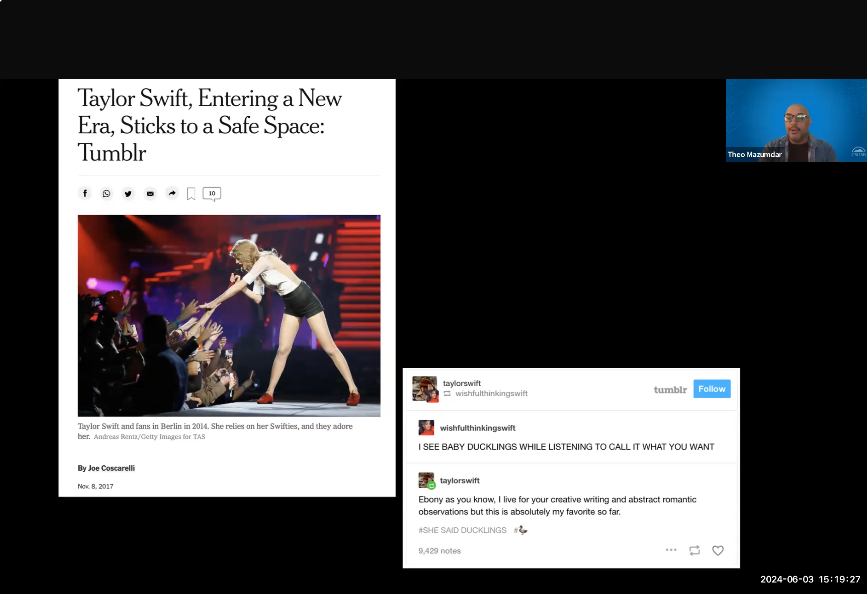 Taylor Swift, Entering a New
Era, Sticks to a Safe Space:
Tumblr
10
Taylor Swift and fans in Berlin in 2014. She relies on her Swifties, and they adore
her. Andreas Rentz/Getty Images for TAS
By Joe Coscarelli
Nov. 8, 2017
Theo Mazumdar
taylorswift
wishfulthinkingswift
tumblr
Follow
wishfulthinkingswift
I SEE BABY DUCKLINGS WHILE LISTENING TO CALL IT WHAT YOU WANT
taylorswift
Ebony as you know, I live for your creative writing and abstract romantic
observations but this is absolutely my favorite so far.
#SHE SAID DUCKLINGS #🦆
9,429 notes
2024-06-03 15:19:27